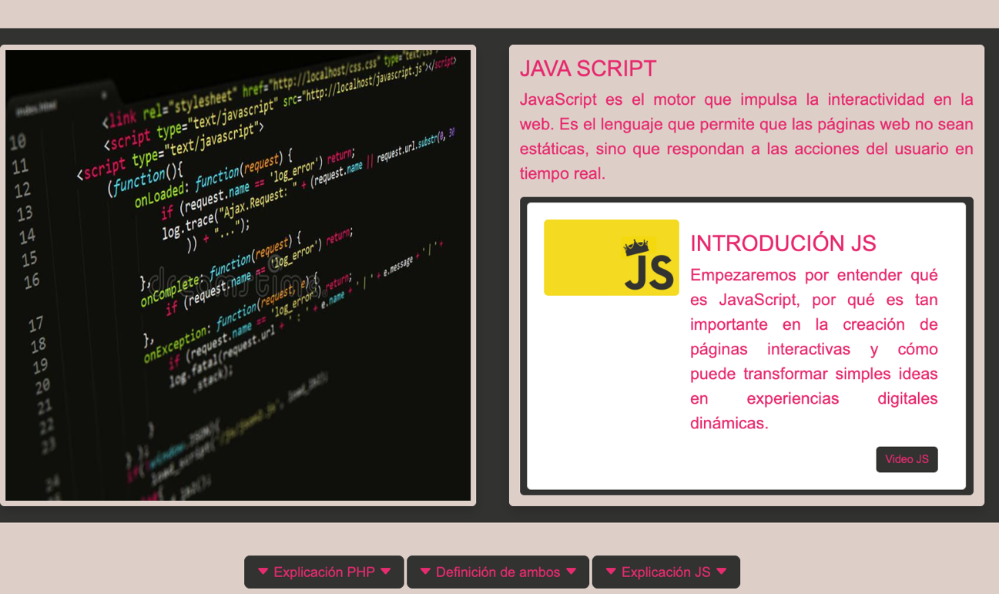 <link rel="stylesheet" href="http://localhost/css.css" type="text/css">
<script type="text/javascript" src="http://localhost/javascript.js"></script>
<script type="text/javascript">
10
11
12
13
14
15
16
17
18
19
20
21
22
23
24
(function(){
onLoaded: function(request) {
if (request.name == 'log_error') return;
log.trace("Ajax.Request: " + (request.name || request.url.substr(0, 30
)) + "...");
},
onComplete: function(request) {
if (request.name == 'log_error') return;
},
onException: function(request, e) {
if (request.name == 'log_error') return;
log.fatal(request.url + ' : ' + e.name + ' | ' + e.message + ' | ' +
.stack);
}
dreamstime
JAVA SCRIPT
JavaScript es el motor que impulsa la interactividad en la
web. Es el lenguaje que permite que las páginas web no sean
estáticas, sino que respondan a las acciones del usuario en
tiempo real.
JS
INTRODUCIÓN JS
Empezaremos por entender qué
es JavaScript, por qué es tan
importante en la creación de
páginas interactivas y cómo
puede transformar simples ideas
en experiencias digitales
dinámicas.
Video JS
Explicación PHP
Definición de ambos
Explicación JS